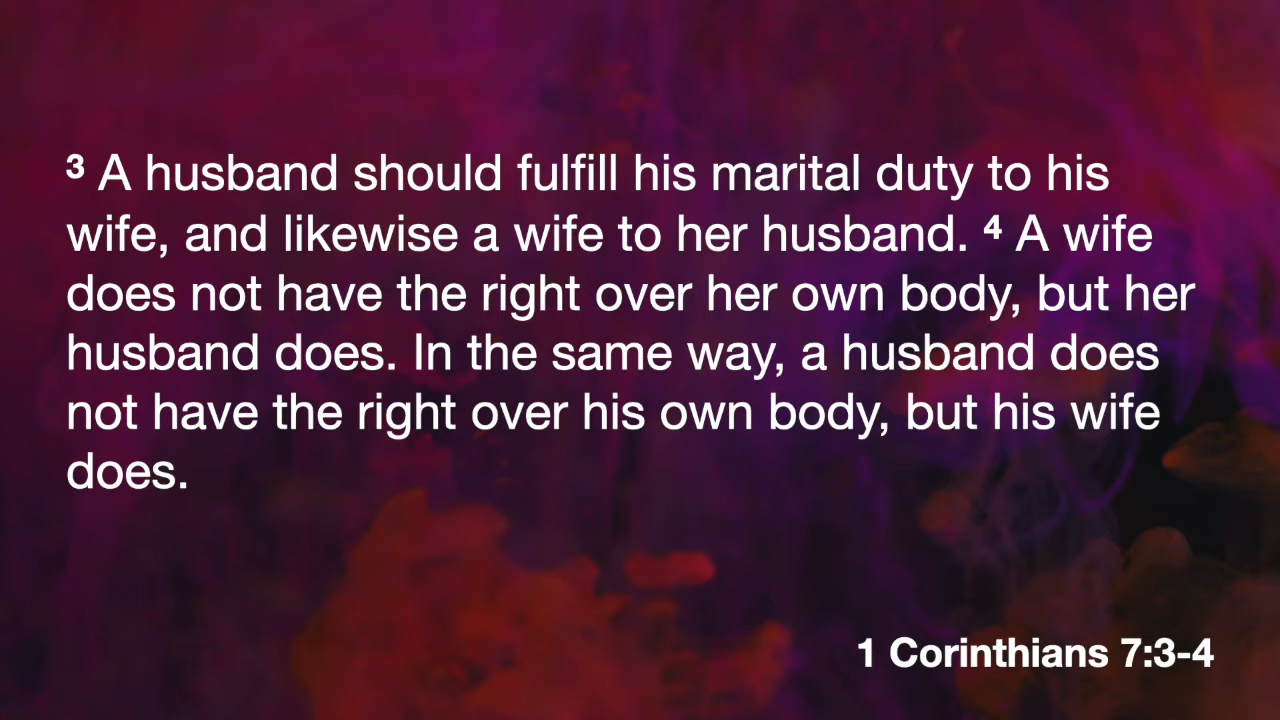 ³ A husband should fulfill his marital duty to his
wife, and likewise a wife to her husband. ⁴ A wife
does not have the right over her own body, but her
husband does. In the same way, a husband does
not have the right over his own body, but his wife
does.
1 Corinthians 7:3-4